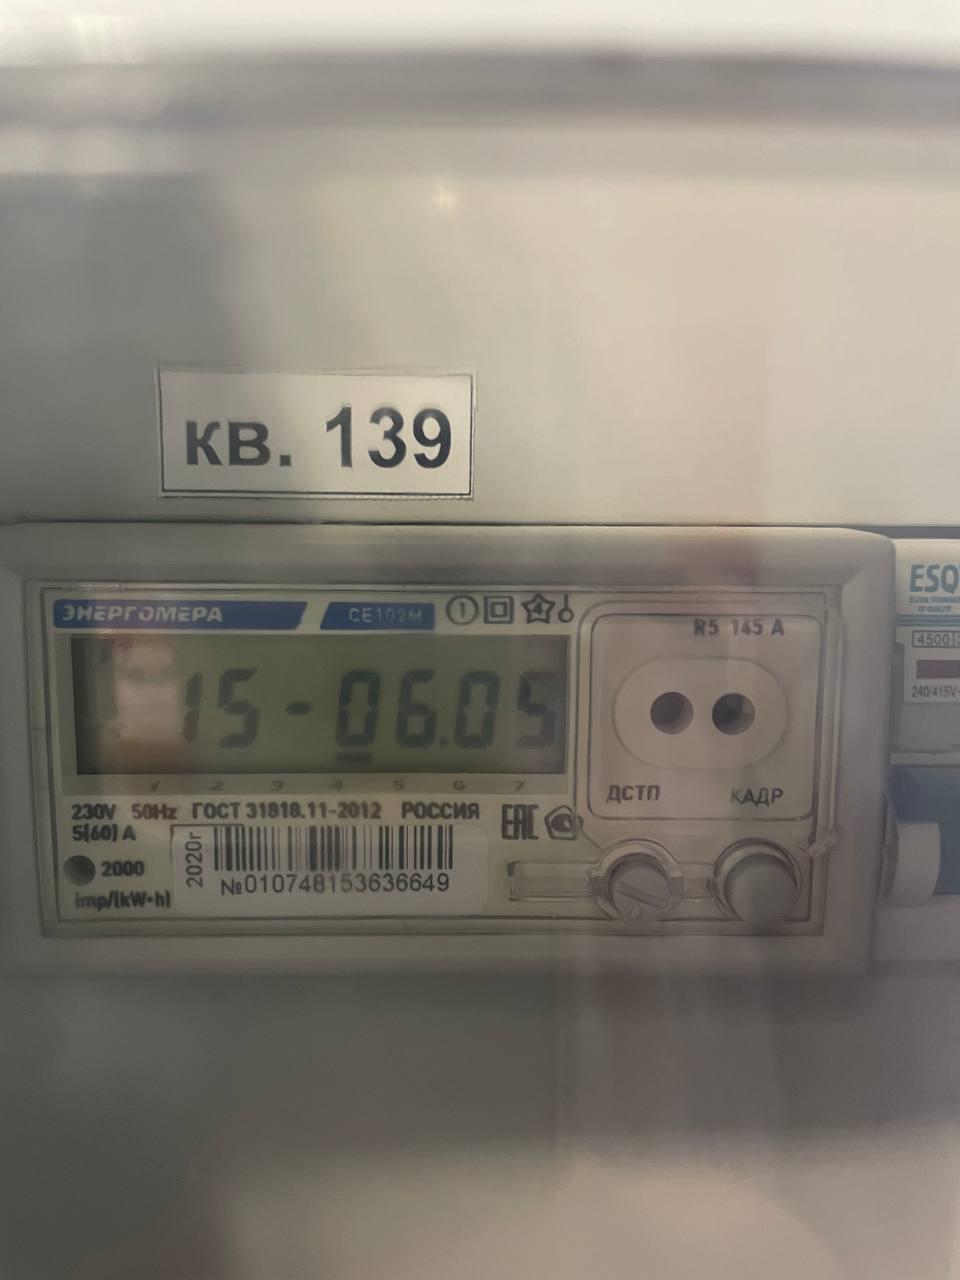 кв. 139
ЭНЕРГОМЕРА CE102M
R5 145 A
15-06.05
1 2 3 4 5 6 7
ДСТП КАДР
230V 50Hz ГОСТ 31818.11-2012 РОССИЯ
5(60) A
EAC
2020г
2000
imp/(kW•h)
№010748153636649
ESQ
4500
240/415V